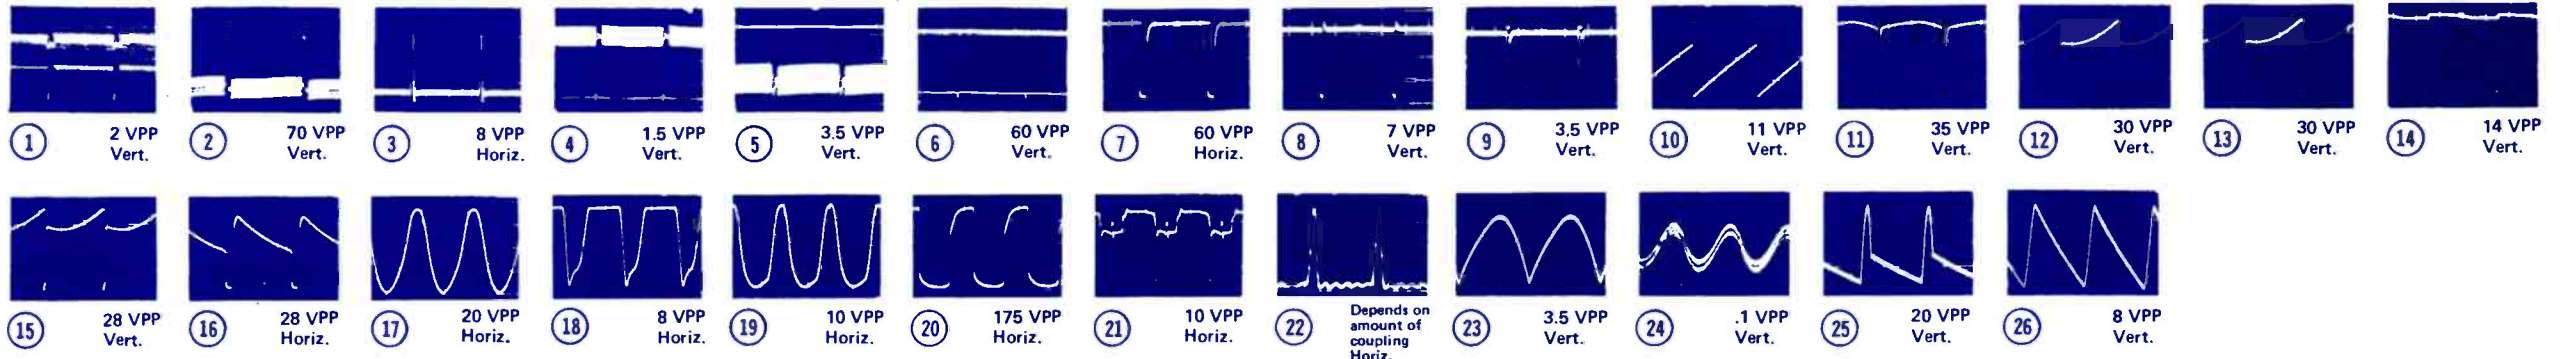 1 2 VPP Vert.
2 70 VPP Vert.
3 8 VPP Horiz.
4 1.5 VPP Vert.
5 3.5 VPP Vert.
6 60 VPP Vert.
7 60 VPP Horiz.
8 7 VPP Vert.
9 3.5 VPP Vert.
10 11 VPP Vert.
11 35 VPP Vert.
12 30 VPP Vert.
13 30 VPP Vert.
14 14 VPP Vert.
15 28 VPP Vert.
16 28 VPP Horiz.
17 20 VPP Horiz.
18 8 VPP Horiz.
19 10 VPP Horiz.
20 175 VPP Horiz.
21 10 VPP Horiz.
22 Depends on amount of coupling Horiz.
23 3.5 VPP Vert.
24 .1 VPP Vert.
25 20 VPP Vert.
26 8 VPP Vert.